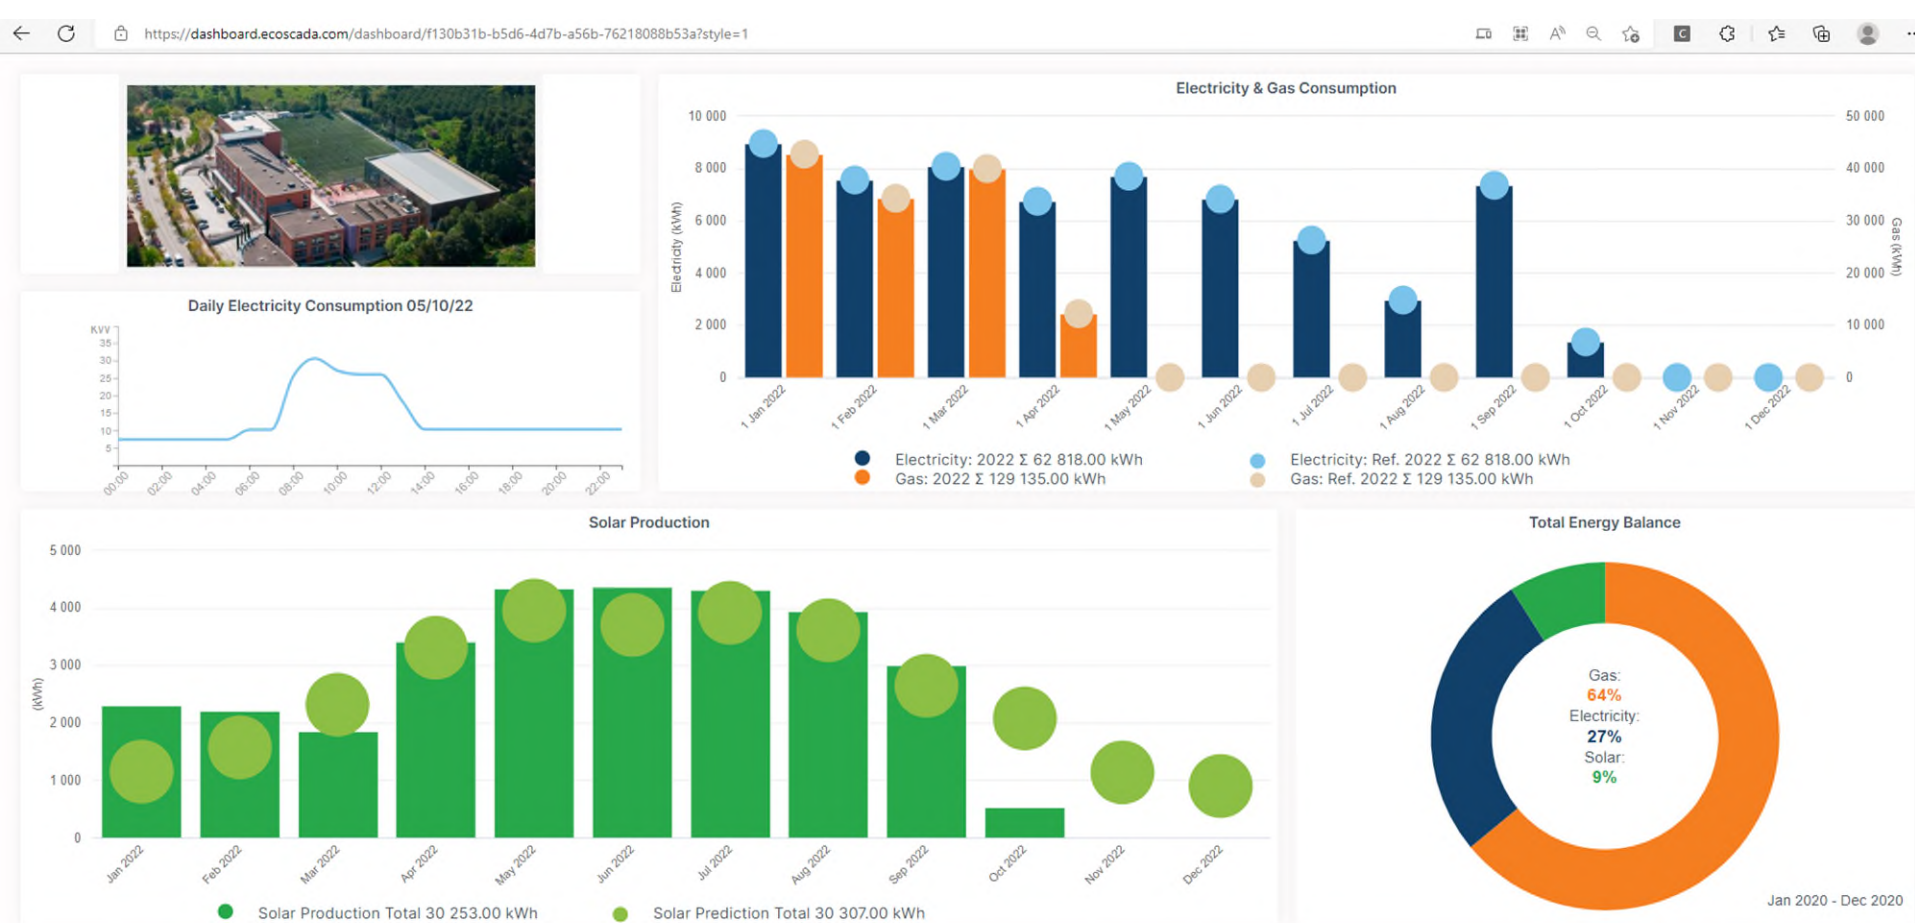 https://dashboard.ecoscada.com/dashboard/f130b31b-b5d6-4d7b-a56b-76218088b53a?style=1
Daily Electricity Consumption 05/10/22
35
30
25
20
15
10
5
00:00 02:00 04:00 06:00 08:00 10:00 12:00 14:00 16:00 18:00 20:00 22:00
Electricity & Gas Consumption
Electricity (kWh)
10 000
8 000
6 000
4 000
2 000
0
50 000
40 000
30 000
20 000
10 000
0
Gas (kWh)
1 Jan 2022 1 Feb 2022 1 Mar 2022 1 Apr 2022 1 May 2022 1 Jun 2022 1 Jul 2022 1 Aug 2022 1 Sep 2022 1 Oct 2022 1 Nov 2022 1 Dec 2022
Electricity: 2022 Σ 62 818.00 kWh Electricity: Ref. 2022 Σ 62 818.00 kWh
Gas: 2022 Σ 129 135.00 kWh Gas: Ref. 2022 Σ 129 135.00 kWh
Solar Production
(kWh)
5 000
4 000
3 000
2 000
1 000
0
Jan 2022 Feb 2022 Mar 2022 Apr 2022 May 2022 Jun 2022 Jul 2022 Aug 2022 Sep 2022 Oct 2022 Nov 2022 Dec 2022
Solar Production Total 30 253.00 kWh Solar Prediction Total 30 307.00 kWh
Total Energy Balance
Gas:
64%
Electricity:
27%
Solar:
9%
Jan 2020 - Dec 2020